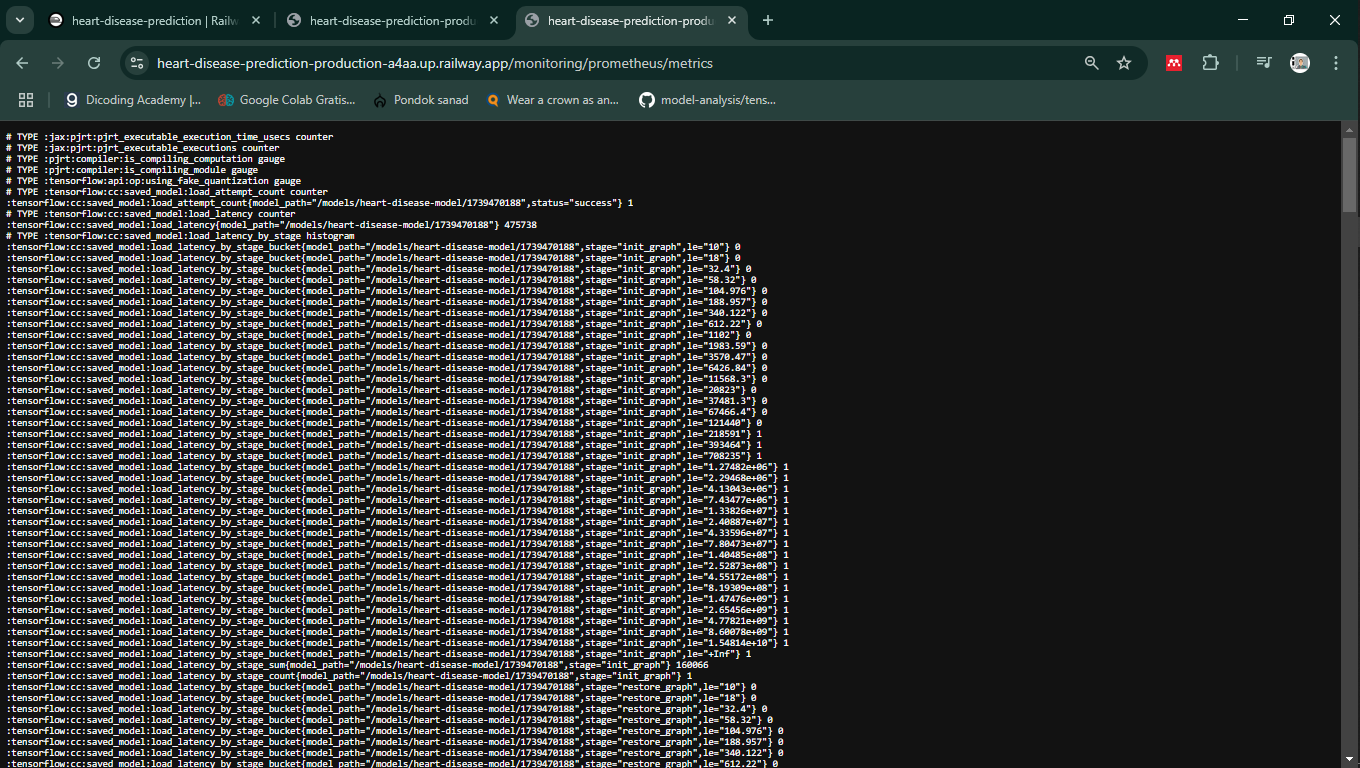 heart-disease-prediction | Railw
heart-disease-prediction-produ
heart-disease-prediction-produ
heart-disease-prediction-production-a4aa.up.railway.app/monitoring/prometheus/metrics
Dicoding Academy |...
Google Colab Gratis...
Pondok sanad
Wear a crown as an...
model-analysis/tens...
# TYPE :jax:pjrt:pjrt_executable_execution_time_usecs counter
# TYPE :jax:pjrt:pjrt_executable_executions counter
# TYPE :pjrt:compiler:is_compiling_computation gauge
# TYPE :pjrt:compiler:is_compiling_module gauge
# TYPE :tensorflow:api:op:using_fake_quantization gauge
# TYPE :tensorflow:cc:saved_model:load_attempt_count counter
:tensorflow:cc:saved_model:load_attempt_count{model_path="/models/heart-disease-model/1739470188",status="success"} 1
# TYPE :tensorflow:cc:saved_model:load_latency counter
:tensorflow:cc:saved_model:load_latency{model_path="/models/heart-disease-model/1739470188"} 475738
# TYPE :tensorflow:cc:saved_model:load_latency_by_stage histogram
:tensorflow:cc:saved_model:load_latency_by_stage_bucket{model_path="/models/heart-disease-model/1739470188",stage="init_graph",le="10"} 0
:tensorflow:cc:saved_model:load_latency_by_stage_bucket{model_path="/models/heart-disease-model/1739470188",stage="init_graph",le="18"} 0
:tensorflow:cc:saved_model:load_latency_by_stage_bucket{model_path="/models/heart-disease-model/1739470188",stage="init_graph",le="32.4"} 0
:tensorflow:cc:saved_model:load_latency_by_stage_bucket{model_path="/models/heart-disease-model/1739470188",stage="init_graph",le="58.32"} 0
:tensorflow:cc:saved_model:load_latency_by_stage_bucket{model_path="/models/heart-disease-model/1739470188",stage="init_graph",le="104.976"} 0
:tensorflow:cc:saved_model:load_latency_by_stage_bucket{model_path="/models/heart-disease-model/1739470188",stage="init_graph",le="188.957"} 0
:tensorflow:cc:saved_model:load_latency_by_stage_bucket{model_path="/models/heart-disease-model/1739470188",stage="init_graph",le="340.122"} 0
:tensorflow:cc:saved_model:load_latency_by_stage_bucket{model_path="/models/heart-disease-model/1739470188",stage="init_graph",le="612.22"} 0
:tensorflow:cc:saved_model:load_latency_by_stage_bucket{model_path="/models/heart-disease-model/1739470188",stage="init_graph",le="1102"} 0
:tensorflow:cc:saved_model:load_latency_by_stage_bucket{model_path="/models/heart-disease-model/1739470188",stage="init_graph",le="1983.59"} 0
:tensorflow:cc:saved_model:load_latency_by_stage_bucket{model_path="/models/heart-disease-model/1739470188",stage="init_graph",le="3570.47"} 0
:tensorflow:cc:saved_model:load_latency_by_stage_bucket{model_path="/models/heart-disease-model/1739470188",stage="init_graph",le="6426.84"} 0
:tensorflow:cc:saved_model:load_latency_by_stage_bucket{model_path="/models/heart-disease-model/1739470188",stage="init_graph",le="11568.3"} 0
:tensorflow:cc:saved_model:load_latency_by_stage_bucket{model_path="/models/heart-disease-model/1739470188",stage="init_graph",le="20823"} 0
:tensorflow:cc:saved_model:load_latency_by_stage_bucket{model_path="/models/heart-disease-model/1739470188",stage="init_graph",le="37481.3"} 0
:tensorflow:cc:saved_model:load_latency_by_stage_bucket{model_path="/models/heart-disease-model/1739470188",stage="init_graph",le="67466.4"} 0
:tensorflow:cc:saved_model:load_latency_by_stage_bucket{model_path="/models/heart-disease-model/1739470188",stage="init_graph",le="121440"} 0
:tensorflow:cc:saved_model:load_latency_by_stage_bucket{model_path="/models/heart-disease-model/1739470188",stage="init_graph",le="218591"} 1
:tensorflow:cc:saved_model:load_latency_by_stage_bucket{model_path="/models/heart-disease-model/1739470188",stage="init_graph",le="393464"} 1
:tensorflow:cc:saved_model:load_latency_by_stage_bucket{model_path="/models/heart-disease-model/1739470188",stage="init_graph",le="708235"} 1
:tensorflow:cc:saved_model:load_latency_by_stage_bucket{model_path="/models/heart-disease-model/1739470188",stage="init_graph",le="1.27482e+06"} 1
:tensorflow:cc:saved_model:load_latency_by_stage_bucket{model_path="/models/heart-disease-model/1739470188",stage="init_graph",le="2.29468e+06"} 1
:tensorflow:cc:saved_model:load_latency_by_stage_bucket{model_path="/models/heart-disease-model/1739470188",stage="init_graph",le="4.13043e+06"} 1
:tensorflow:cc:saved_model:load_latency_by_stage_bucket{model_path="/models/heart-disease-model/1739470188",stage="init_graph",le="7.43477e+06"} 1
:tensorflow:cc:saved_model:load_latency_by_stage_bucket{model_path="/models/heart-disease-model/1739470188",stage="init_graph",le="1.33826e+07"} 1
:tensorflow:cc:saved_model:load_latency_by_stage_bucket{model_path="/models/heart-disease-model/1739470188",stage="init_graph",le="2.40887e+07"} 1
:tensorflow:cc:saved_model:load_latency_by_stage_bucket{model_path="/models/heart-disease-model/1739470188",stage="init_graph",le="4.33596e+07"} 1
:tensorflow:cc:saved_model:load_latency_by_stage_bucket{model_path="/models/heart-disease-model/1739470188",stage="init_graph",le="7.80473e+07"} 1
:tensorflow:cc:saved_model:load_latency_by_stage_bucket{model_path="/models/heart-disease-model/1739470188",stage="init_graph",le="1.40485e+08"} 1
:tensorflow:cc:saved_model:load_latency_by_stage_bucket{model_path="/models/heart-disease-model/1739470188",stage="init_graph",le="2.52873e+08"} 1
:tensorflow:cc:saved_model:load_latency_by_stage_bucket{model_path="/models/heart-disease-model/1739470188",stage="init_graph",le="4.55172e+08"} 1
:tensorflow:cc:saved_model:load_latency_by_stage_bucket{model_path="/models/heart-disease-model/1739470188",stage="init_graph",le="8.19309e+08"} 1
:tensorflow:cc:saved_model:load_latency_by_stage_bucket{model_path="/models/heart-disease-model/1739470188",stage="init_graph",le="1.47476e+09"} 1
:tensorflow:cc:saved_model:load_latency_by_stage_bucket{model_path="/models/heart-disease-model/1739470188",stage="init_graph",le="2.65456e+09"} 1
:tensorflow:cc:saved_model:load_latency_by_stage_bucket{model_path="/models/heart-disease-model/1739470188",stage="init_graph",le="4.77821e+09"} 1
:tensorflow:cc:saved_model:load_latency_by_stage_bucket{model_path="/models/heart-disease-model/1739470188",stage="init_graph",le="8.60078e+09"} 1
:tensorflow:cc:saved_model:load_latency_by_stage_bucket{model_path="/models/heart-disease-model/1739470188",stage="init_graph",le="1.54814e+10"} 1
:tensorflow:cc:saved_model:load_latency_by_stage_bucket{model_path="/models/heart-disease-model/1739470188",stage="init_graph",le="+Inf"} 1
:tensorflow:cc:saved_model:load_latency_by_stage_sum{model_path="/models/heart-disease-model/1739470188",stage="init_graph"} 160066
:tensorflow:cc:saved_model:load_latency_by_stage_count{model_path="/models/heart-disease-model/1739470188",stage="init_graph"} 1
:tensorflow:cc:saved_model:load_latency_by_stage_bucket{model_path="/models/heart-disease-model/1739470188",stage="restore_graph",le="10"} 0
:tensorflow:cc:saved_model:load_latency_by_stage_bucket{model_path="/models/heart-disease-model/1739470188",stage="restore_graph",le="18"} 0
:tensorflow:cc:saved_model:load_latency_by_stage_bucket{model_path="/models/heart-disease-model/1739470188",stage="restore_graph",le="32.4"} 0
:tensorflow:cc:saved_model:load_latency_by_stage_bucket{model_path="/models/heart-disease-model/1739470188",stage="restore_graph",le="58.32"} 0
:tensorflow:cc:saved_model:load_latency_by_stage_bucket{model_path="/models/heart-disease-model/1739470188",stage="restore_graph",le="104.976"} 0
:tensorflow:cc:saved_model:load_latency_by_stage_bucket{model_path="/models/heart-disease-model/1739470188",stage="restore_graph",le="188.957"} 0
:tensorflow:cc:saved_model:load_latency_by_stage_bucket{model_path="/models/heart-disease-model/1739470188",stage="restore_graph",le="340.122"} 0
:tensorflow:cc:saved_model:load_latency_by_stage_bucket{model_path="/models/heart-disease-model/1739470188",stage="restore_graph",le="612.22"} 0